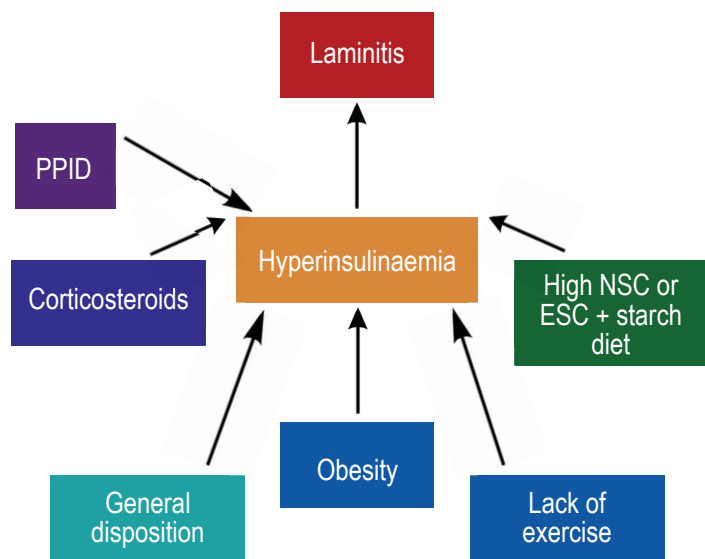 Laminitis
PPID
Hyperinsulinaemia
Corticosteroids
High NSC or
ESC + starch
diet
Obesity
General
disposition
Lack of
exercise